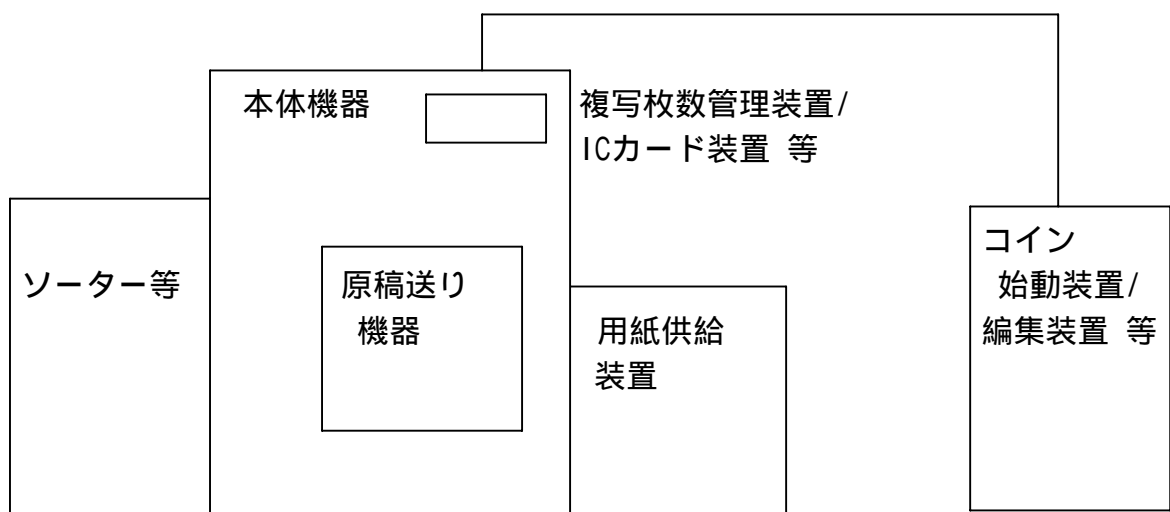 本体機器
複写枚数管理装置/
ICカード装置 等
ソーター等
原稿送り
機器
用紙供給
装置
コイン
始動装置/
編集装置 等